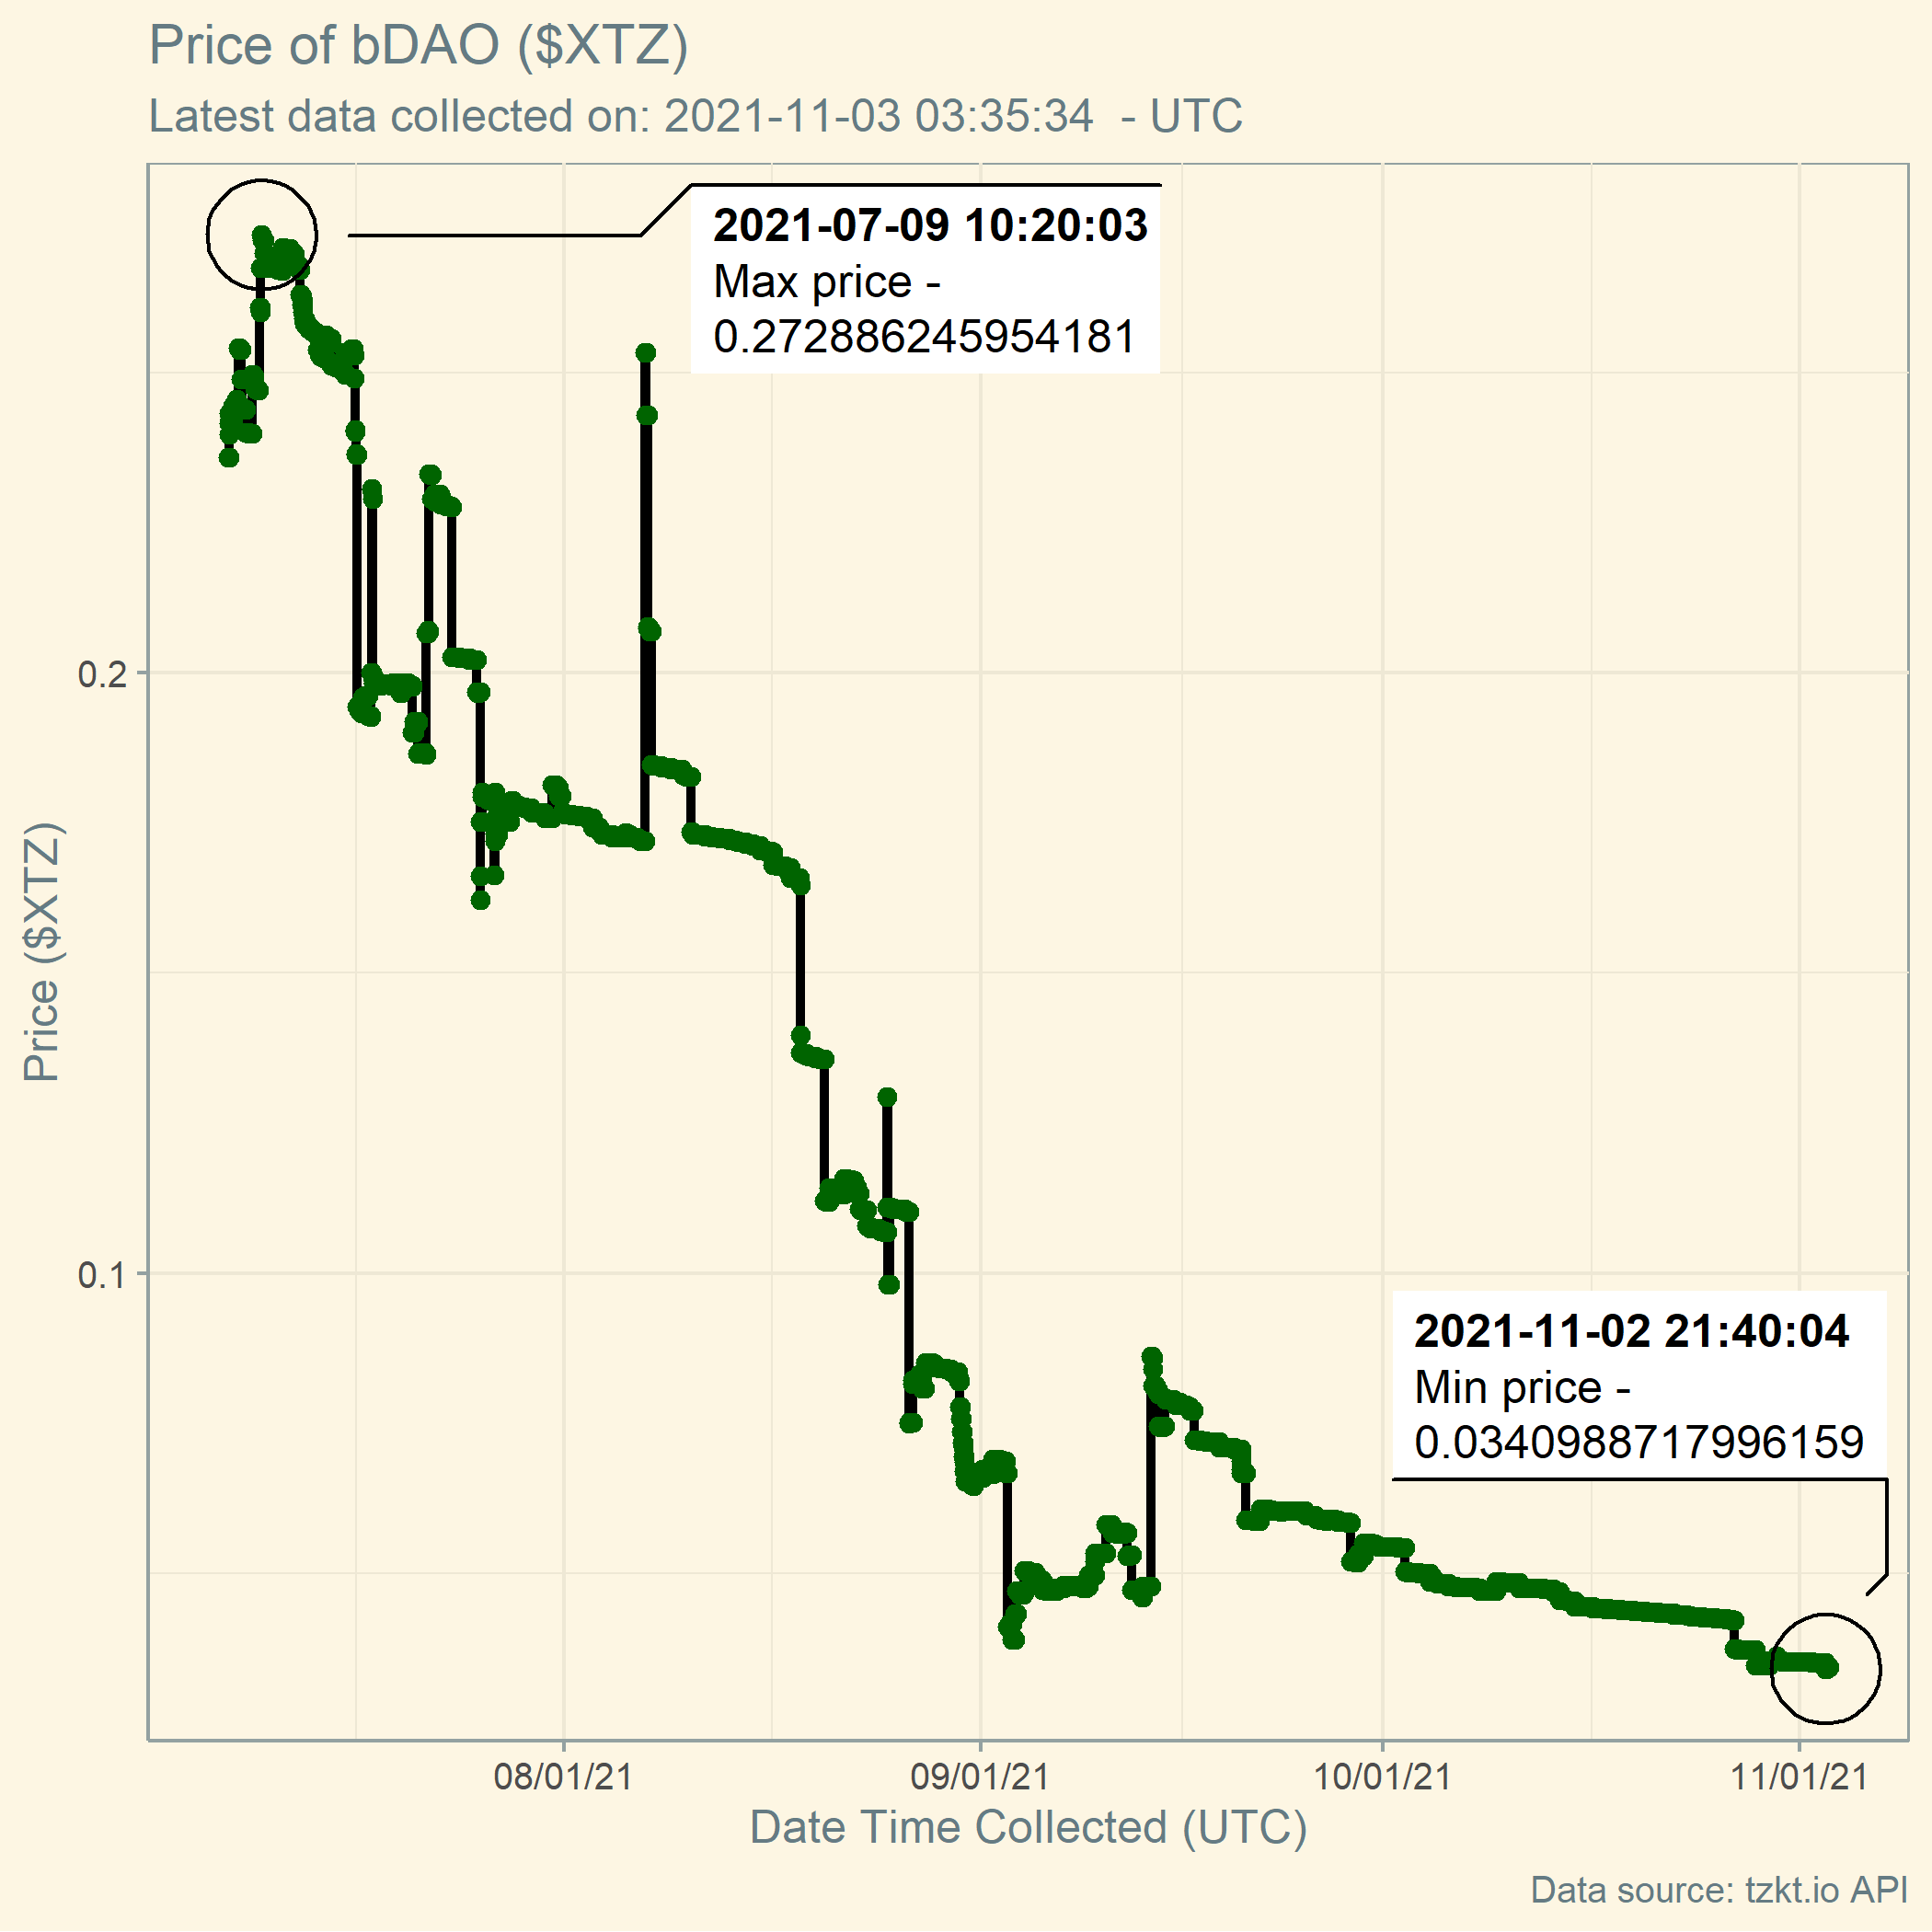 Price of bDAO ($XTZ)
Latest data collected on: 2021-11-03 03:35:34  - UTC
2021-07-09 10:20:03
Max price -
0.272886245954181
0.2
Price ($XTZ)
0.1
2021-11-02 21:40:04
Min price -
0.0340988717996159
08/01/21
09/01/21
10/01/21
11/01/21
Date Time Collected (UTC)
Data source: tzkt.io API